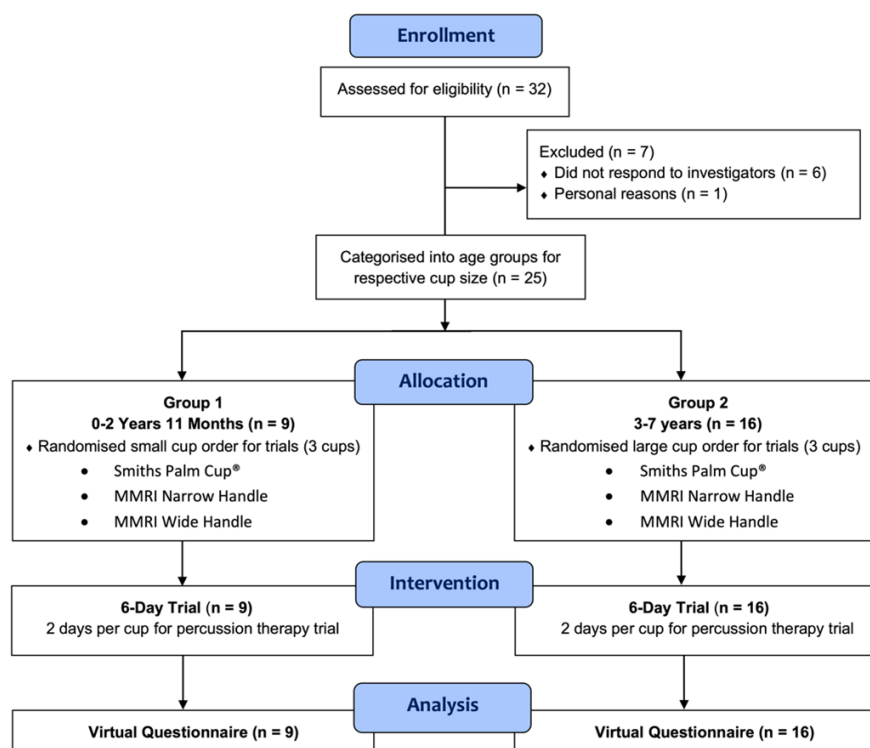 Enrollment
Assessed for eligibility (n = 32)
Excluded (n = 7)
♦ Did not respond to investigators (n = 6)
♦ Personal reasons (n = 1)
Categorised into age groups for
respective cup size (n = 25)
Allocation
Group 1
0-2 Years 11 Months (n = 9)
♦ Randomised small cup order for trials (3 cups)
• Smiths Palm Cup®
• MMRI Narrow Handle
• MMRI Wide Handle
Group 2
3-7 years (n = 16)
♦ Randomised large cup order for trials (3 cups)
• Smiths Palm Cup®
• MMRI Narrow Handle
• MMRI Wide Handle
Intervention
6-Day Trial (n = 9)
2 days per cup for percussion therapy trial
6-Day Trial (n = 16)
2 days per cup for percussion therapy trial
Analysis
Virtual Questionnaire (n = 9)
Virtual Questionnaire (n = 16)